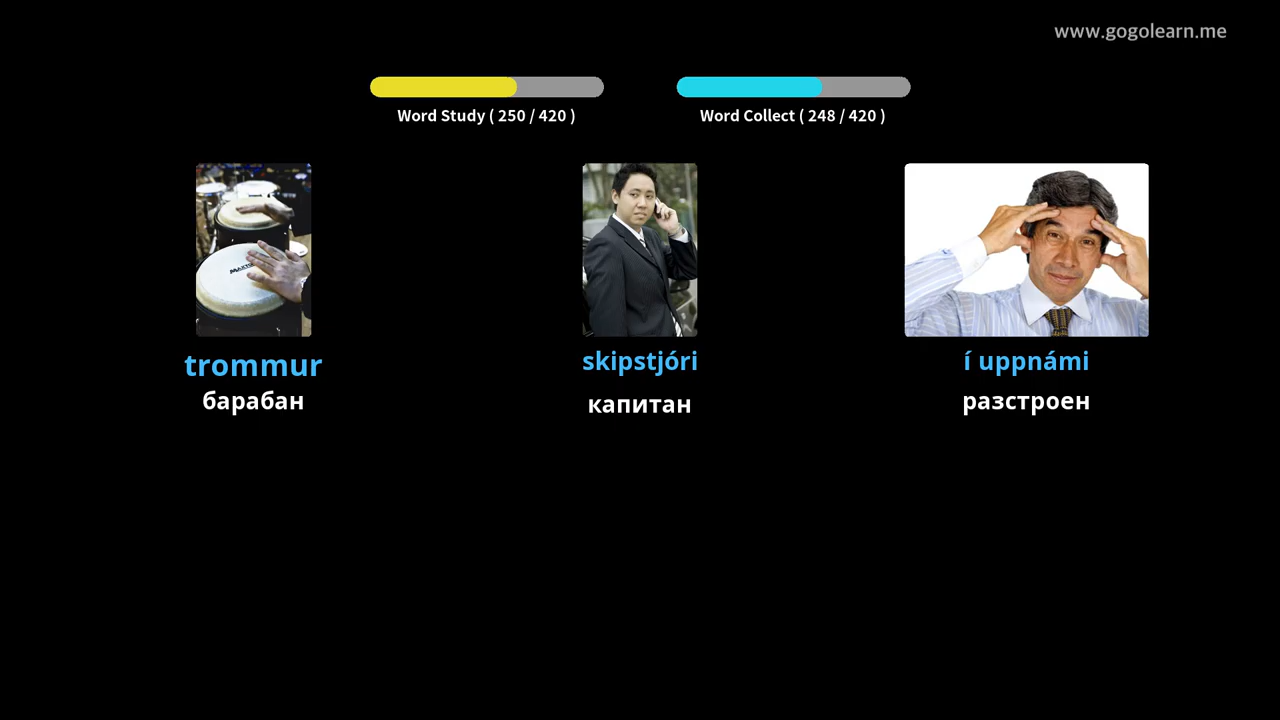 www.gogolearn.me
Word Study ( 250 / 420 )
Word Collect ( 248 / 420 )
trommur
skipstjóri
í uppnámi
барабан
капитан
разстроен